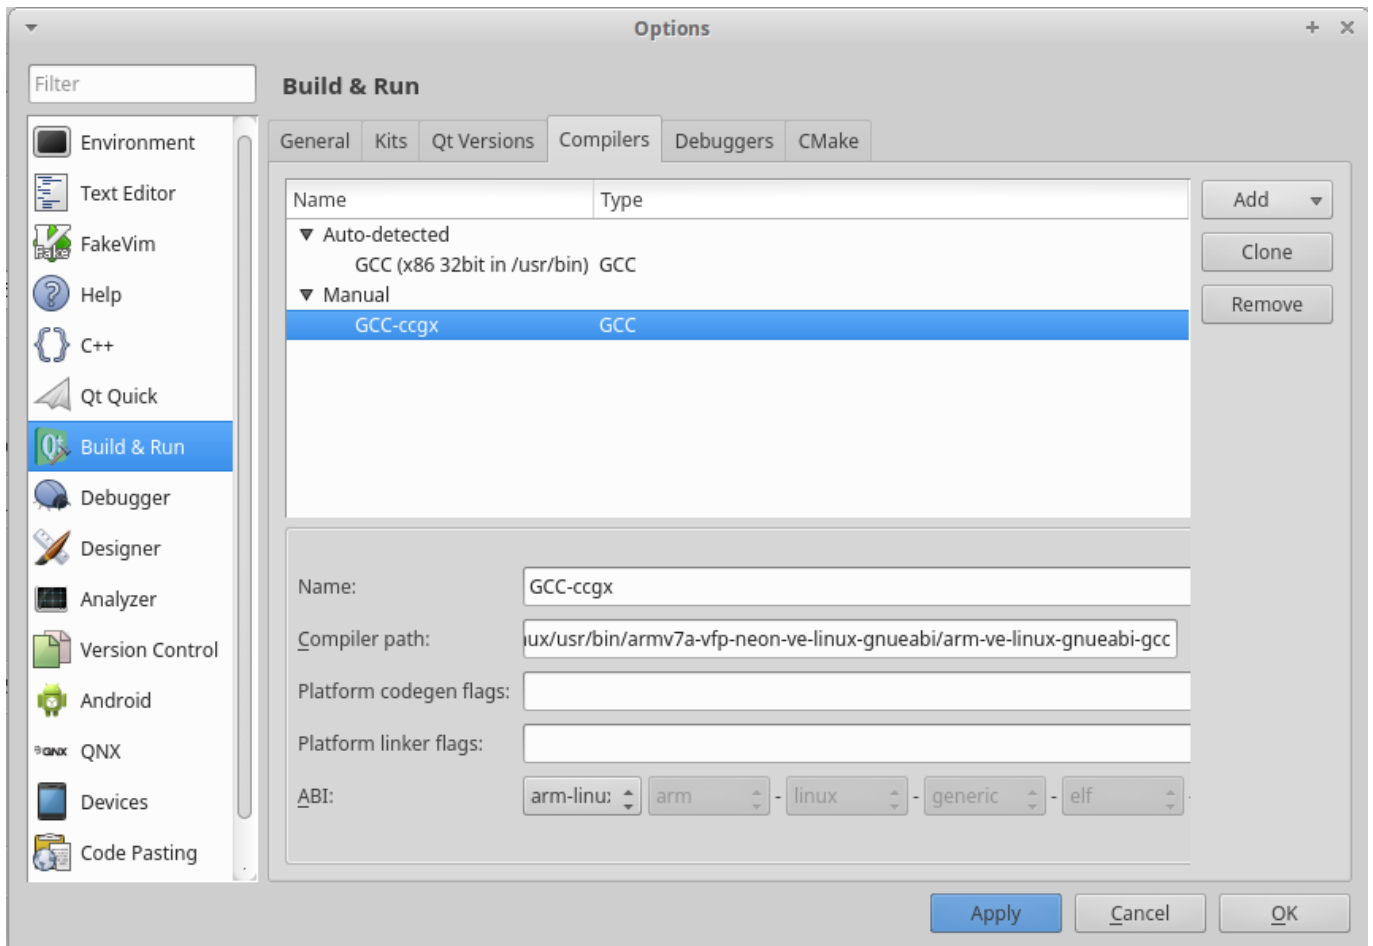 Options
Filter
Build & Run
Environment
Text Editor
FakeVim
Help
C++
Qt Quick
Build & Run
Debugger
Designer
Analyzer
Version Control
Android
QNX
Devices
Code Pasting
General Kits Qt Versions Compilers Debuggers CMake
Name Type
Auto-detected
GCC (x86 32bit in /usr/bin) GCC
Manual
GCC-ccgx GCC
Add
Clone
Remove
Name: GCC-ccgx
Compiler path: ux/usr/bin/armv7a-vfp-neon-ve-linux-gnueabi/arm-ve-linux-gnueabi-gcc
Platform codegen flags:
Platform linker flags:
ABI: arm-linu: arm - linux - generic - elf -
Apply Cancel OK